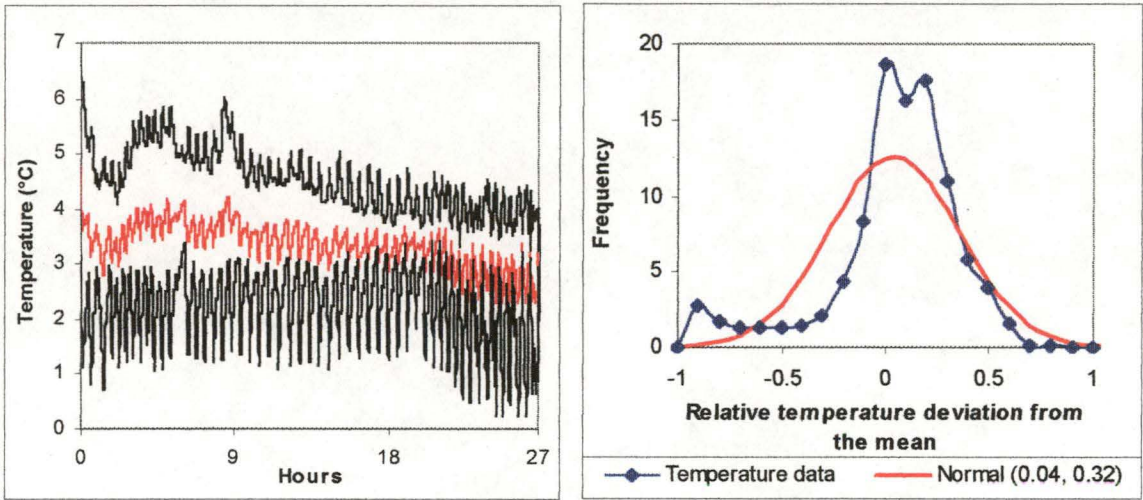 7
6
5
4
3
2
1
0
Temperature (°C)
0 9 18 27
Hours
20
15
10
5
0
Frequency
-1 -0.5 0 0.5 1
Relative temperature deviation from
the mean
Temperature data Normal (0.04, 0.32)